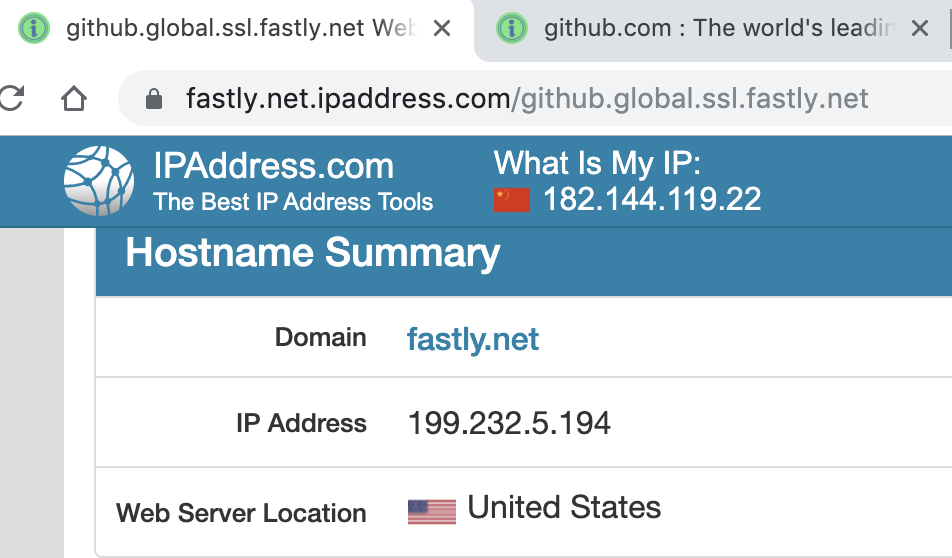 github.global.ssl.fastly.net We
github.com : The world's leadin
fastly.net.ipaddress.com/github.global.ssl.fastly.net
IPAddress.com
The Best IP Address Tools
What Is My IP:
182.144.119.22
Hostname Summary
Domain fastly.net
IP Address 199.232.5.194
Web Server Location United States